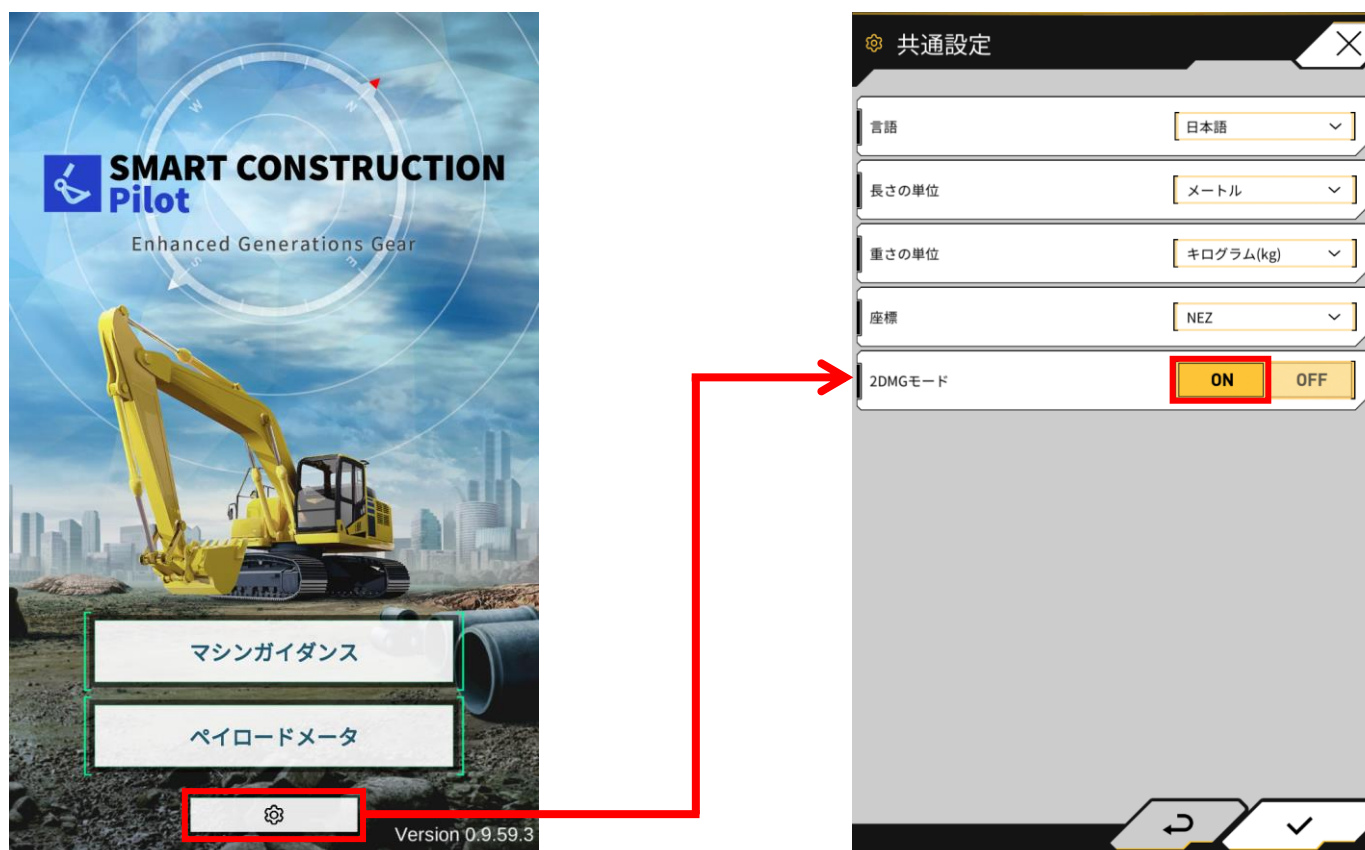 W
N
SMART CONSTRUCTION
Pilot
Enhanced Generations Gear
S
E
マシンガイダンス
ペイロードメータ
Version 0.9.59.3
共通設定
言語
日本語
長さの単位
メートル
重さの単位
キログラム(kg)
座標
NEZ
2DMGモード
ON
OFF